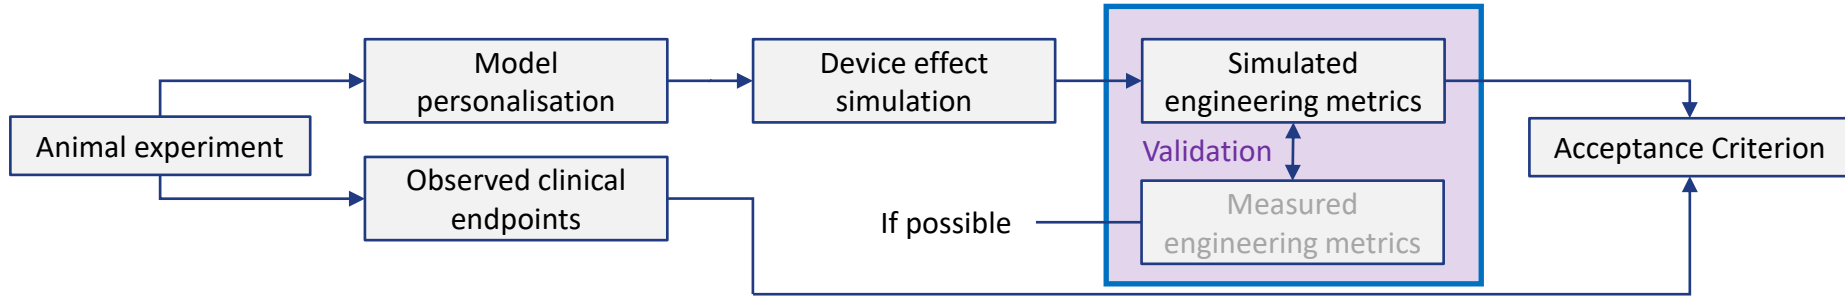 Animal experiment
Model
personalisation
Device effect
simulation
Simulated
engineering metrics
Validation
Acceptance Criterion
Observed clinical
endpoints
If possible
Measured
engineering metrics